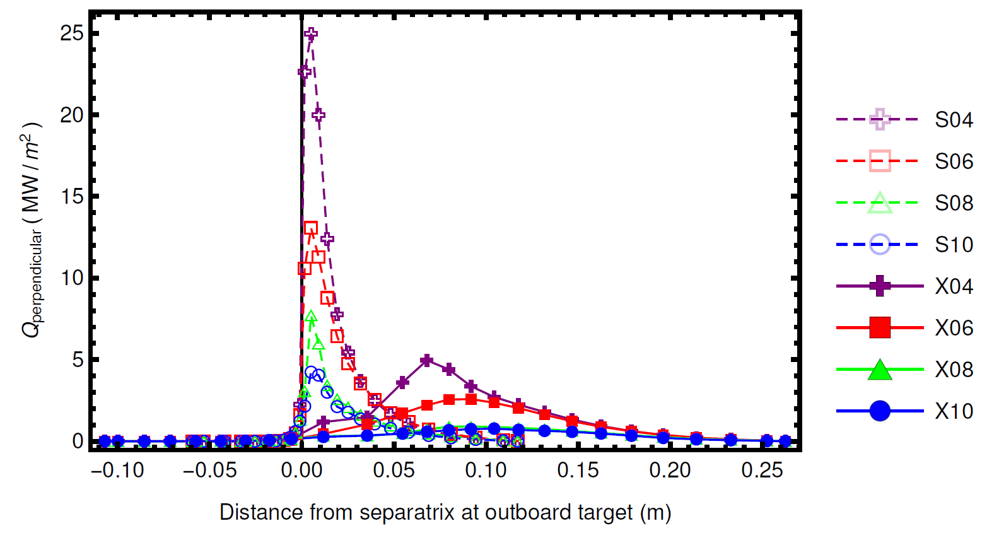 25
20
15
10
5
0
Qperpendicular ( MW / m² )
−0.10 −0.05 0.00 0.05 0.10 0.15 0.20 0.25
Distance from separatrix at outboard target (m)
S04
S06
S08
S10
X04
X06
X08
X10